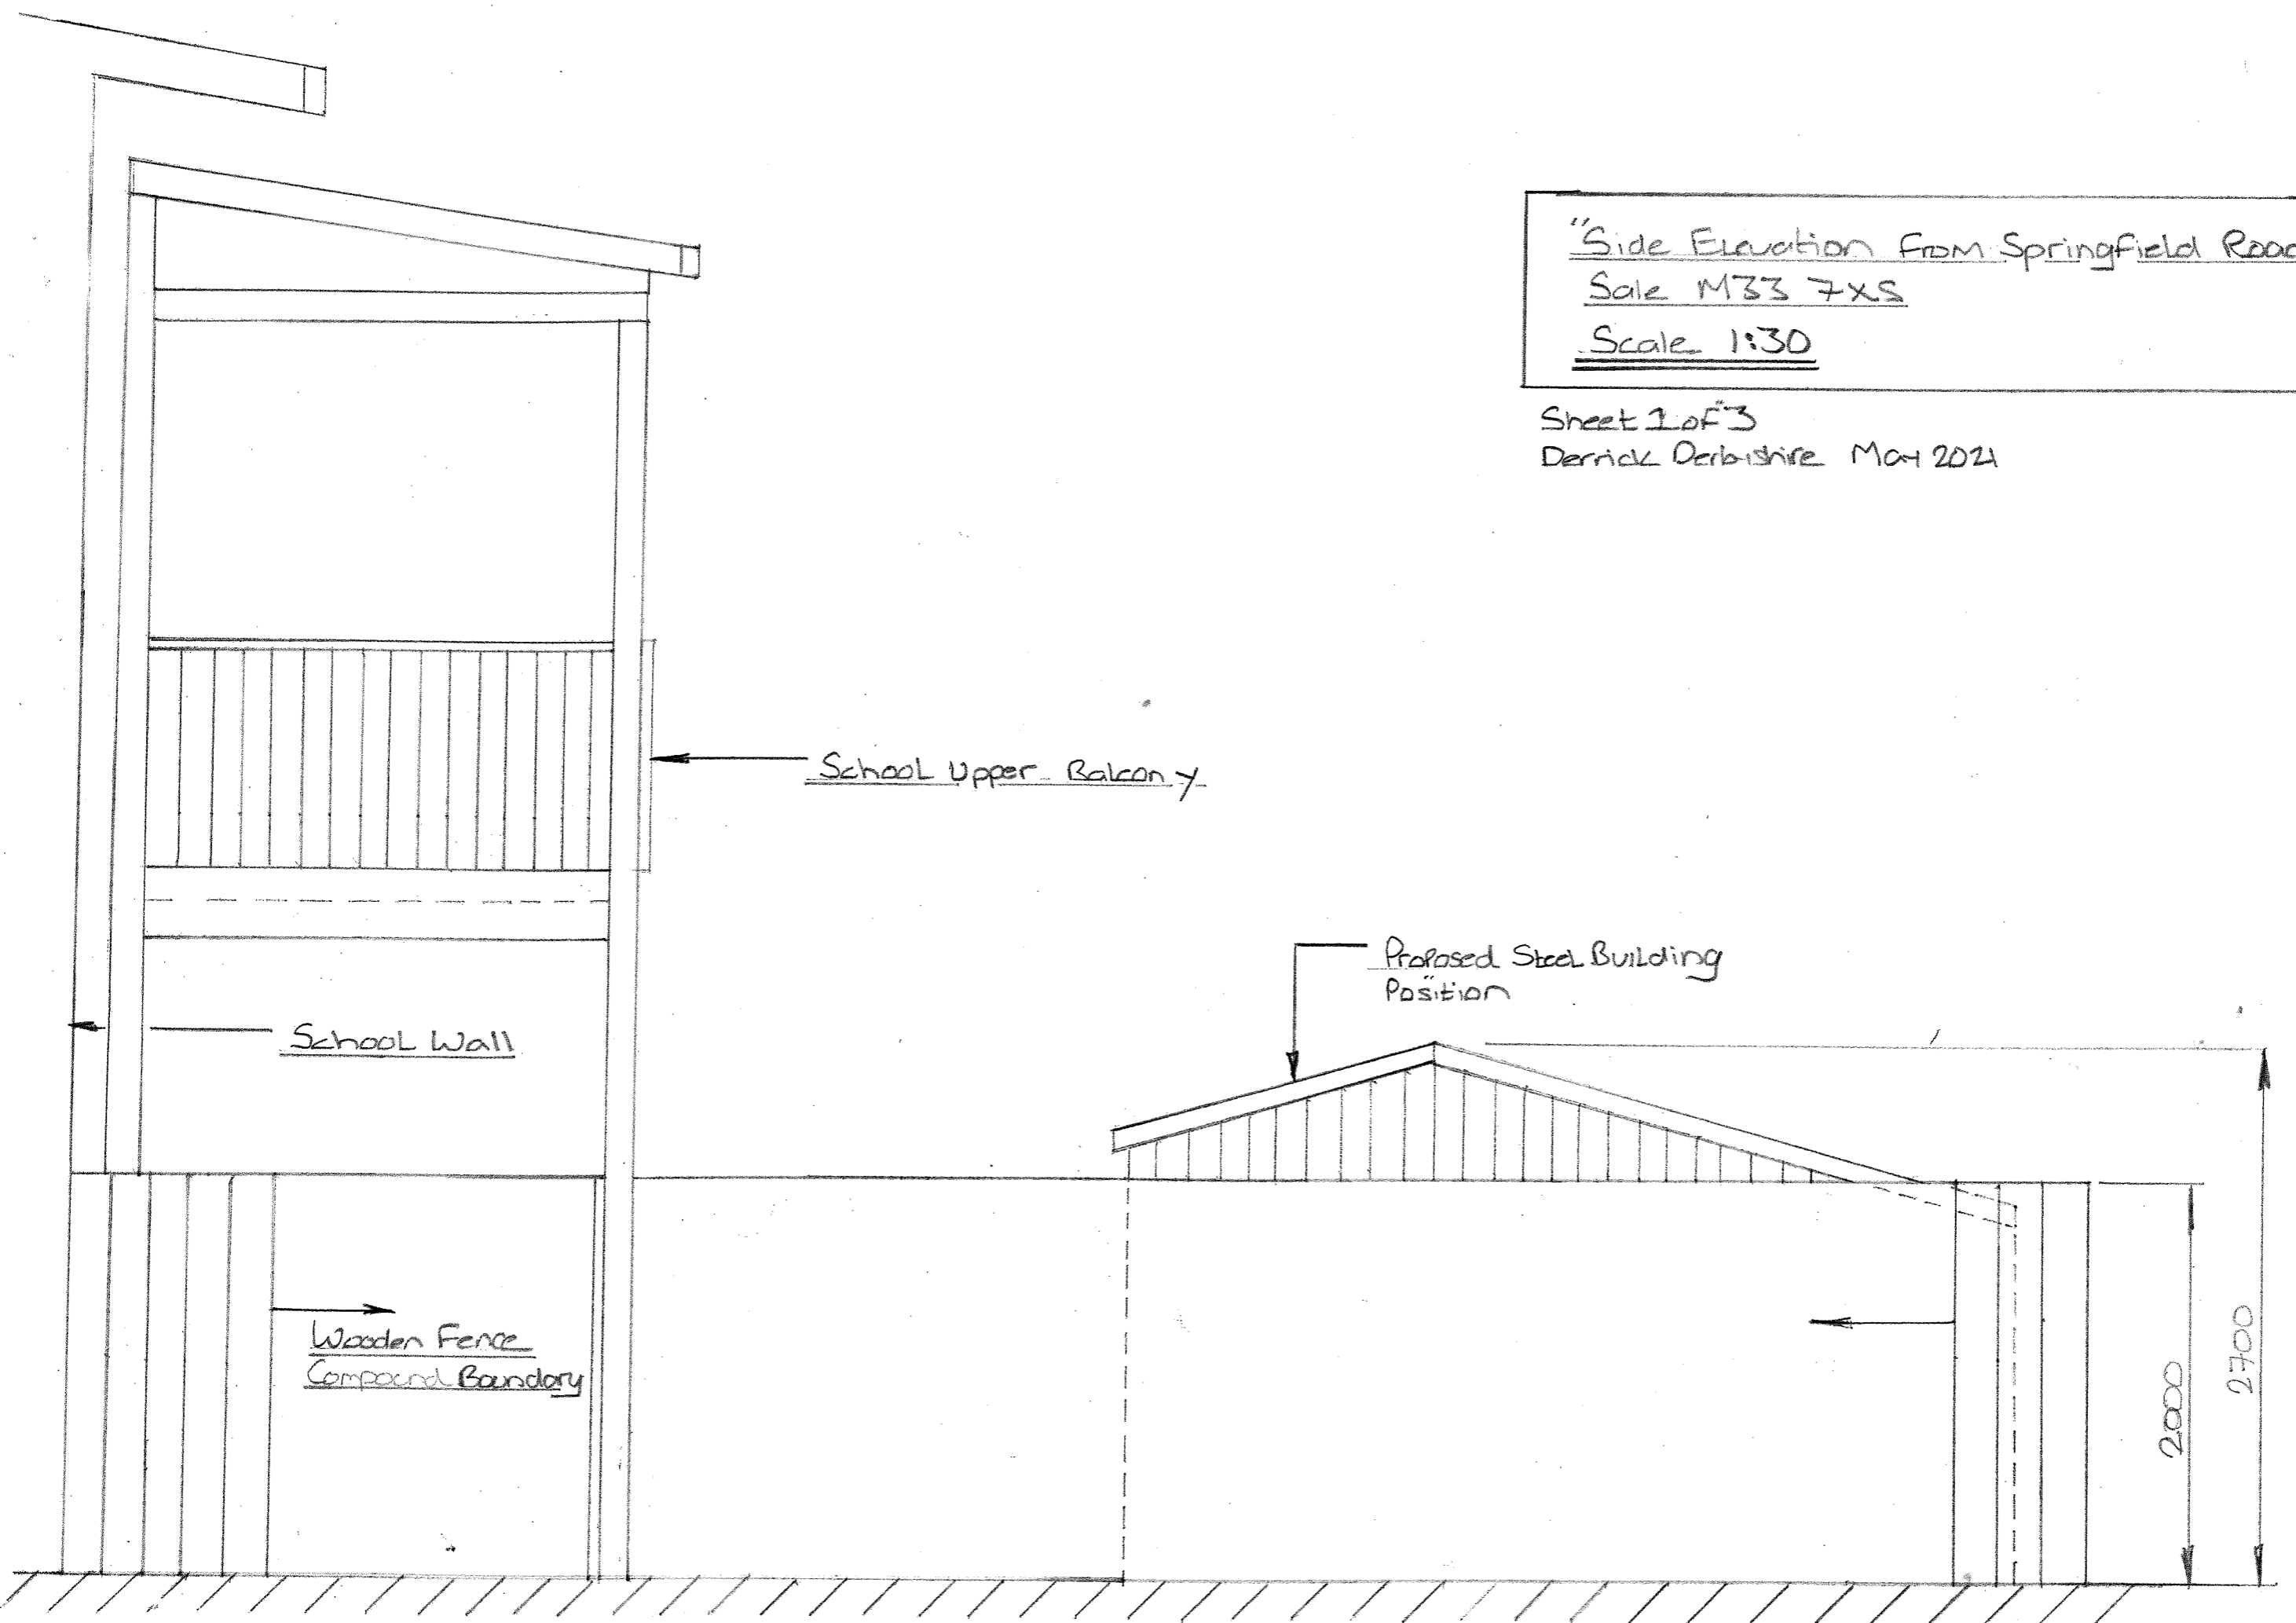 "Side Elevation From Springfield Road
Sale M33 7XS
Scale 1:30
Sheet 1 of 3
Derrick Derbishire May 2021
School Upper Balcony
Proposed Steel Building
Position
School Wall
Wooden Fence
Compound Boundary
2000
2700